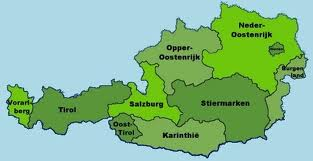 Neder-
Oostenrijk
Opper-
Oostenrijk
Wenen
Burgen
land
Vorarl
berg
Tirol
Salzburg
Stiermarken
Oost-
Tirol
Karinthië